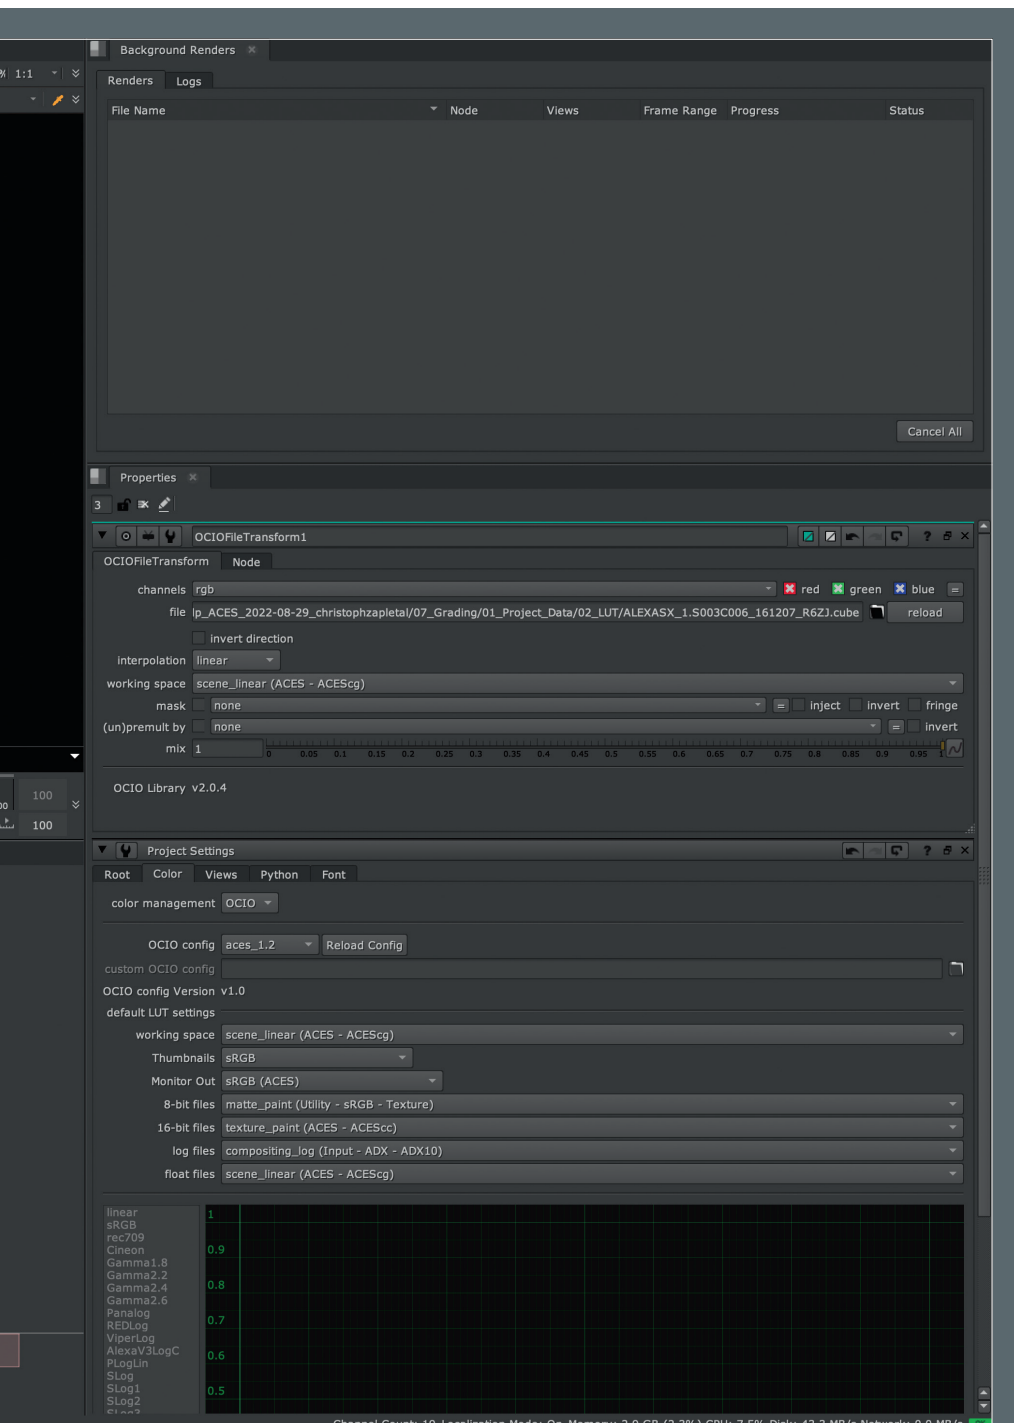 Background Renders
% 1:1
Renders Logs
File Name Node Views Frame Range Progress Status
Cancel All
Properties
3
OCIOFileTransform1
OCIOFileTransform Node
channels rgb red green blue =
file lp_ACES_2022-08-29_christophzapletal/07_Grading/01_Project_Data/02_LUT/ALEXASX_1.S003C006_161207_R6ZJ.cube reload
invert direction
interpolation linear
working space scene_linear (ACES - ACEScg)
mask none = inject invert fringe
(un)premult by none = invert
mix 1 0 0.05 0.1 0.15 0.2 0.25 0.3 0.35 0.4 0.45 0.5 0.55 0.6 0.65 0.7 0.75 0.8 0.85 0.9 0.95 1
OCIO Library v2.0.4
100
100
Project Settings
Root Color Views Python Font
color management OCIO
OCIO config aces_1.2 Reload Config
custom OCIO config
OCIO config Version v1.0
default LUT settings
working space scene_linear (ACES - ACEScg)
Thumbnails sRGB
Monitor Out sRGB (ACES)
8-bit files matte_paint (Utility - sRGB - Texture)
16-bit files texture_paint (ACES - ACEScc)
log files compositing_log (Input - ADX - ADX10)
float files scene_linear (ACES - ACEScg)
linear
sRGB
rec709
Cineon
Gamma1.8
Gamma2.2
Gamma2.4
Gamma2.6
Panalog
REDLog
ViperLog
AlexaV3LogC
PLogLin
SLog
SLog1
SLog2
SLog3
1
0.9
0.8
0.7
0.6
0.5